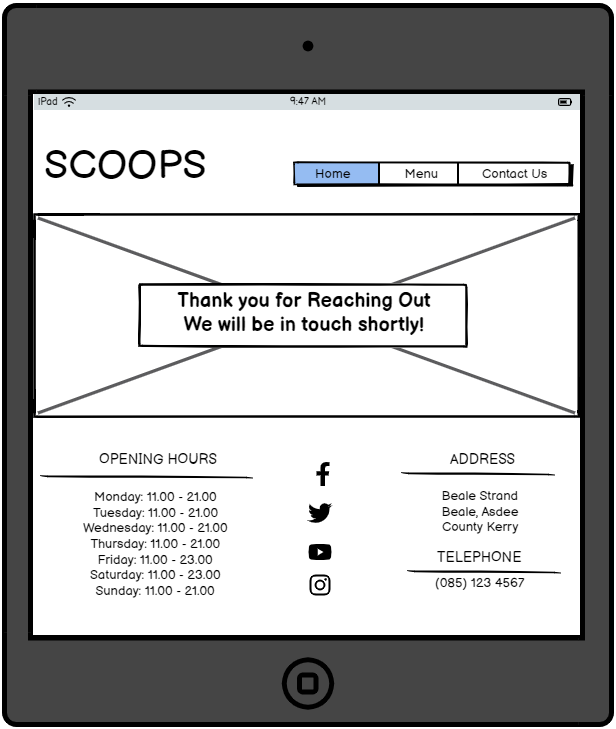 iPad
9:47 AM
SCOOPS
Home
Menu
Contact Us
Thank you for Reaching Out
We will be in touch shortly!
OPENING HOURS
Monday: 11.00 - 21.00
Tuesday: 11.00 - 21.00
Wednesday: 11.00 - 21.00
Thursday: 11.00 - 21.00
Friday: 11.00 - 23.00
Saturday: 11.00 - 23.00
Sunday: 11.00 - 21.00
ADDRESS
Beale Strand
Beale, Asdee
County Kerry
TELEPHONE
(085) 123 4567